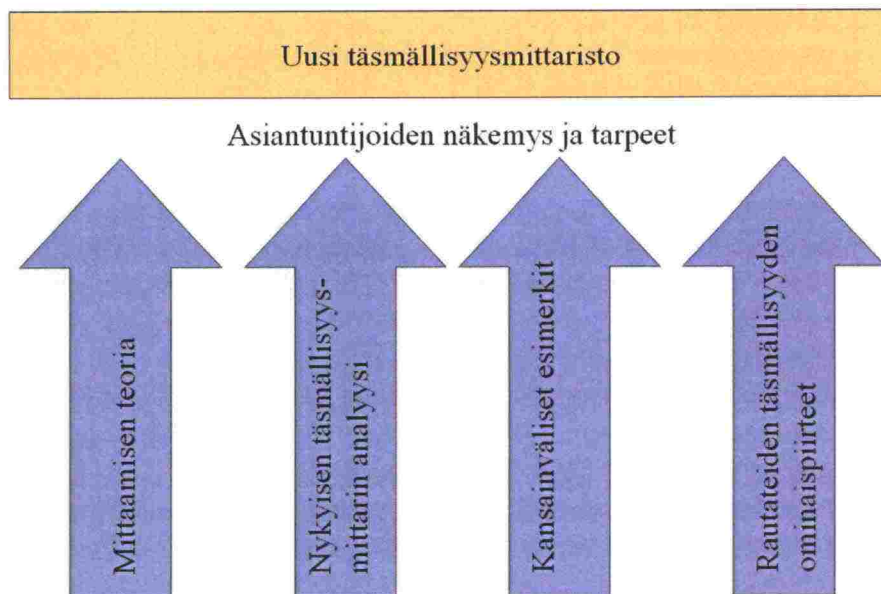 Uusi täsmällisyysmittaristo
Asiantuntijoiden näkemys ja tarpeet
Mittaamisen teoria
Nykyisen täsmällisyys-
mittarin analyysi
Kansainväliset esimerkit
Rautateiden täsmällisyyden
ominaispiirteet